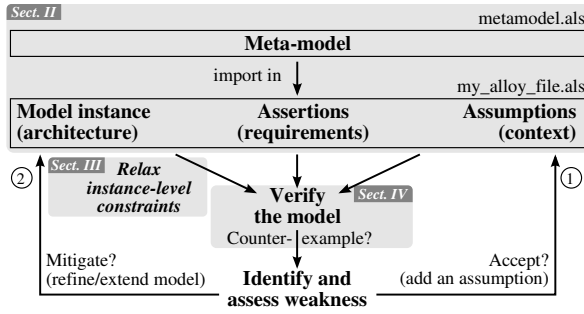 Sect. II
metamodel.als
Meta-model
import in
my_alloy_file.als
Model instance
(architecture)
Assertions
(requirements)
Assumptions
(context)
2
Sect. III
Relax
instance-level
constraints
1
Sect. IV
Verify
the model
Counter- example?
Mitigate?
(refine/extend model)
Accept?
(add an assumption)
Identify and
assess weakness